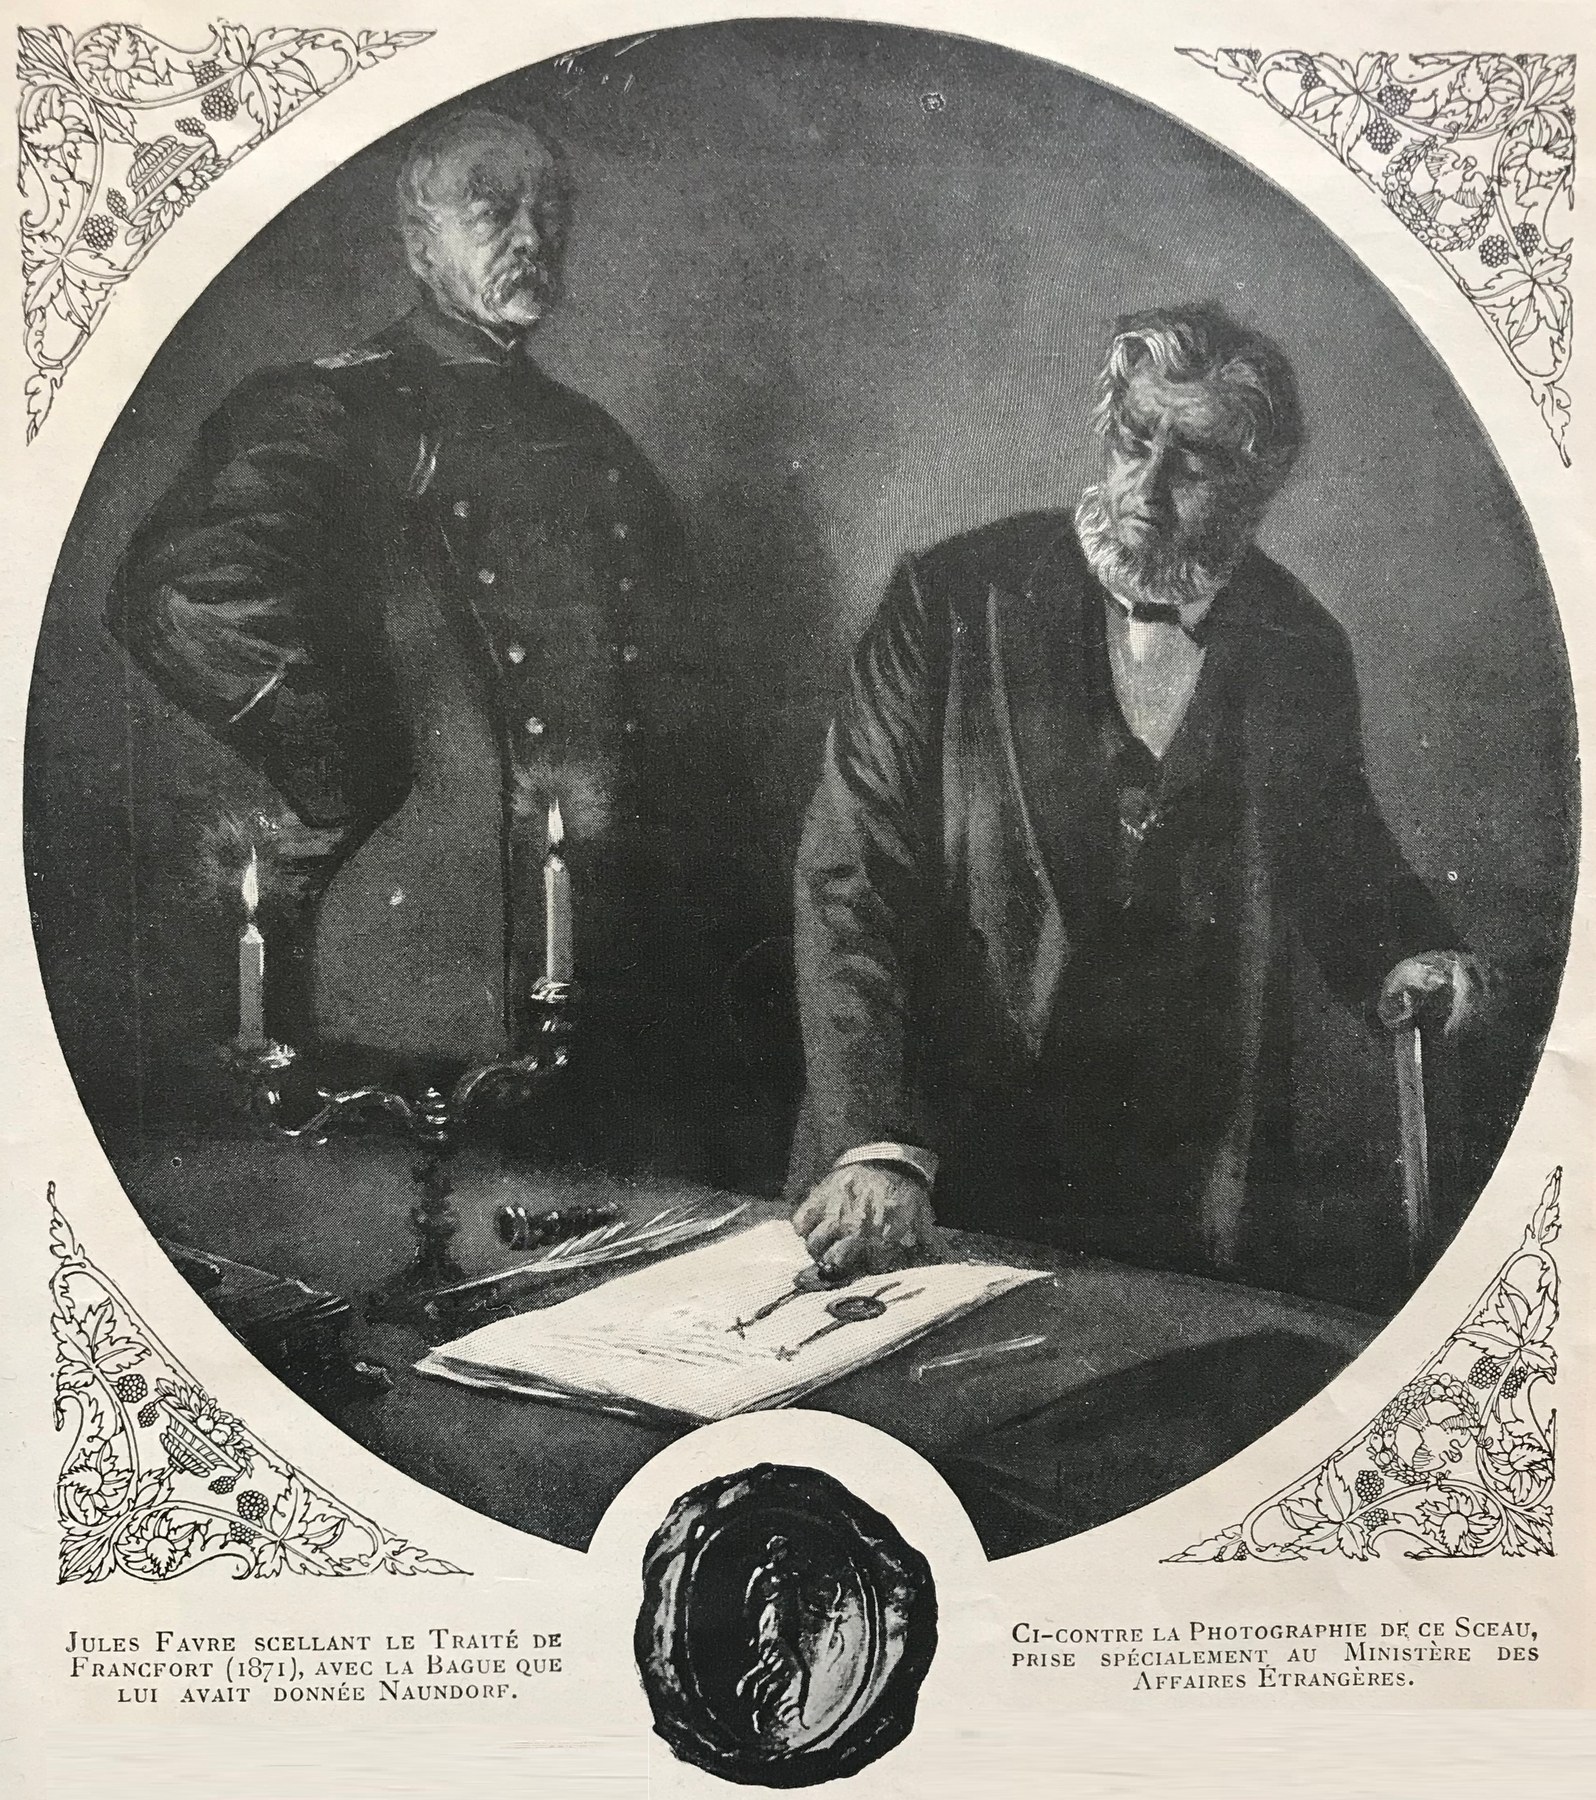 JULES FAVRE SCELLANT LE TRAITÉ DE
FRANCFORT (1871), AVEC LA BAGUE QUE
LUI AVAIT DONNÉE NAUNDORF.
CI-CONTRE LA PHOTOGRAPHIE DE CE SCEAU,
PRISE SPÉCIALEMENT AU MINISTÈRE DES
AFFAIRES ÉTRANGÈRES.